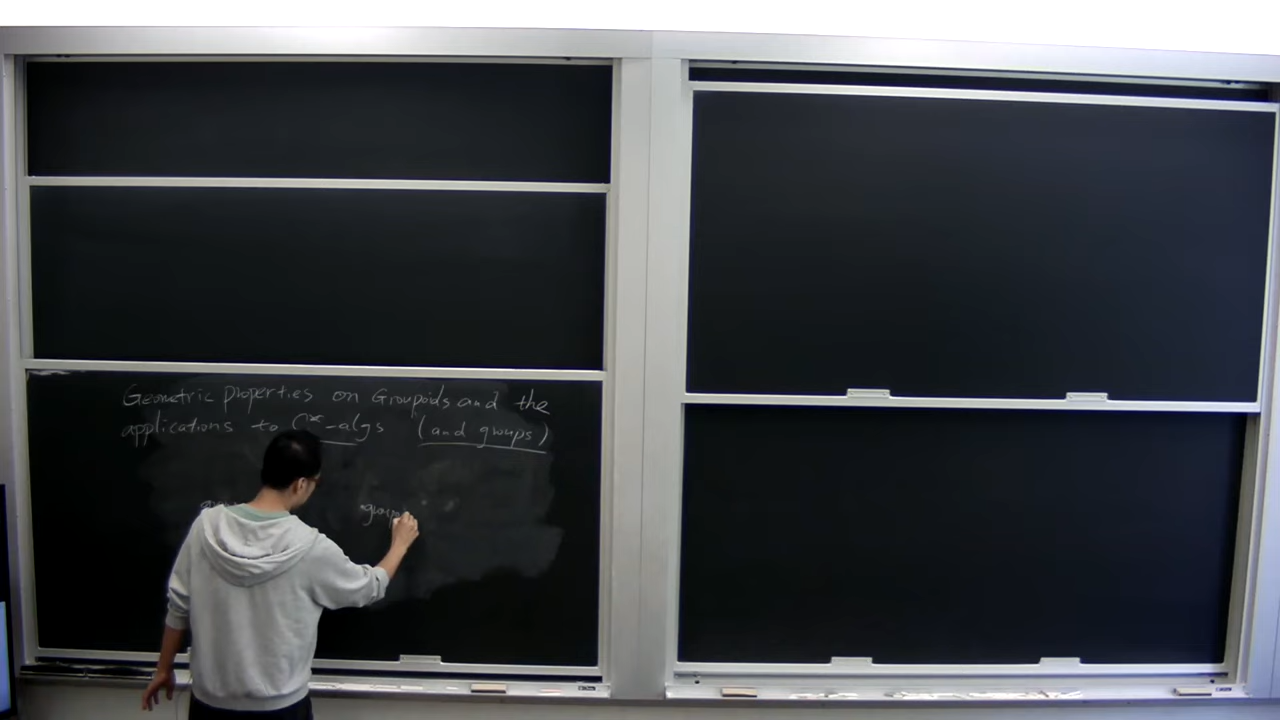 Geometric properties on Groupoids and the
applications to C*-algs (and groups)